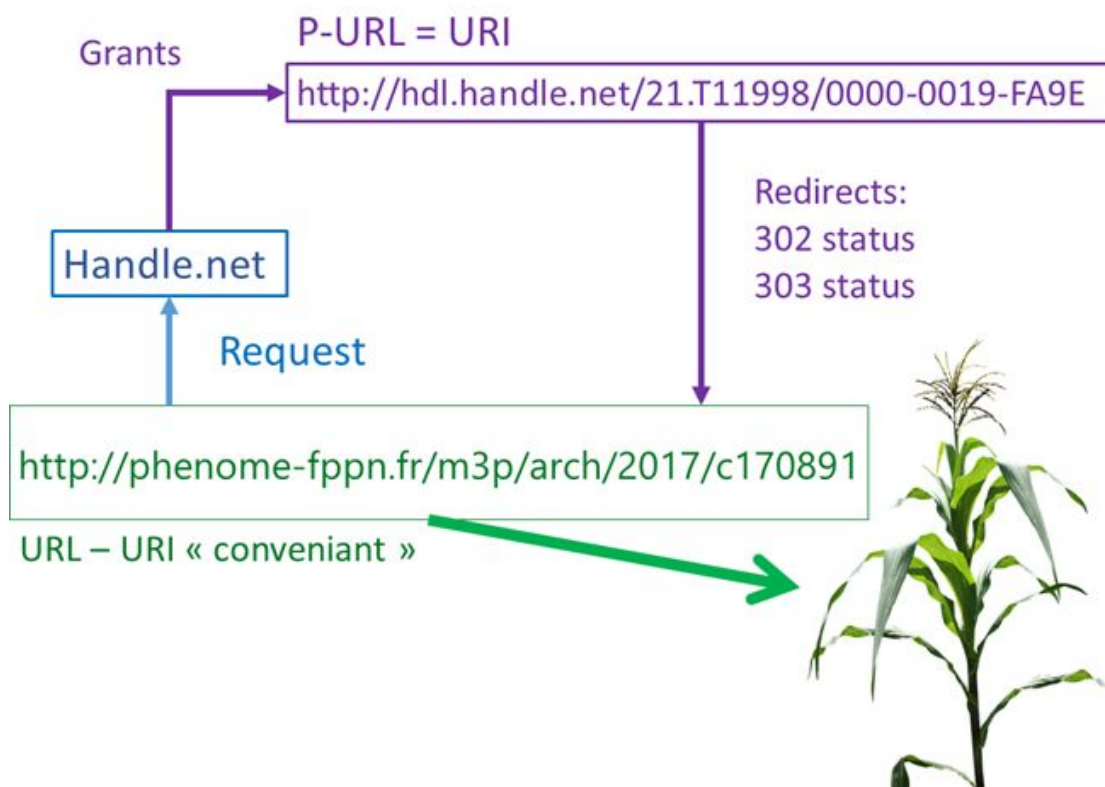 P-URL = URI
Grants
http://hdl.handle.net/21.T11998/0000-0019-FA9E
Redirects:
302 status
303 status
Handle.net
Request
http://phenome-fppn.fr/m3p/arch/2017/c170891
URL – URI « conveniant »